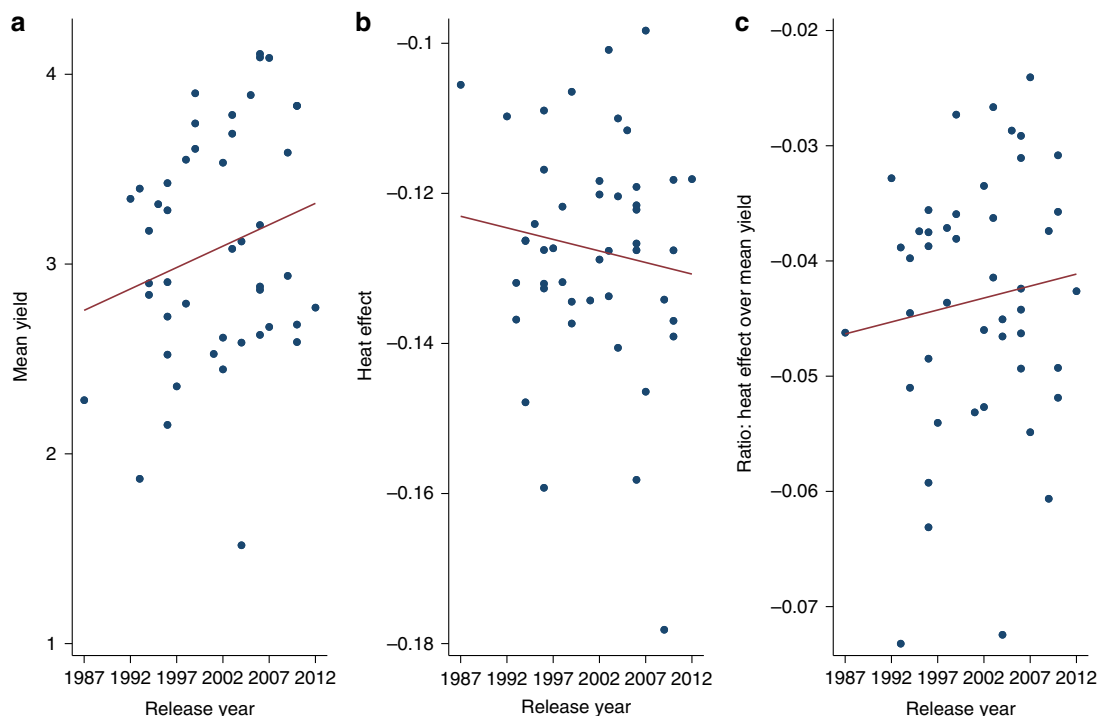 a
Mean yield
4
3
2
1
1987 1992 1997 2002 2007 2012
Release year
b
Heat effect
–0.1
–0.12
–0.14
–0.16
–0.18
1987 1992 1997 2002 2007 2012
Release year
c
Ratio: heat effect over mean yield
–0.02
–0.03
–0.04
–0.05
–0.06
–0.07
1987 1992 1997 2002 2007 2012
Release year